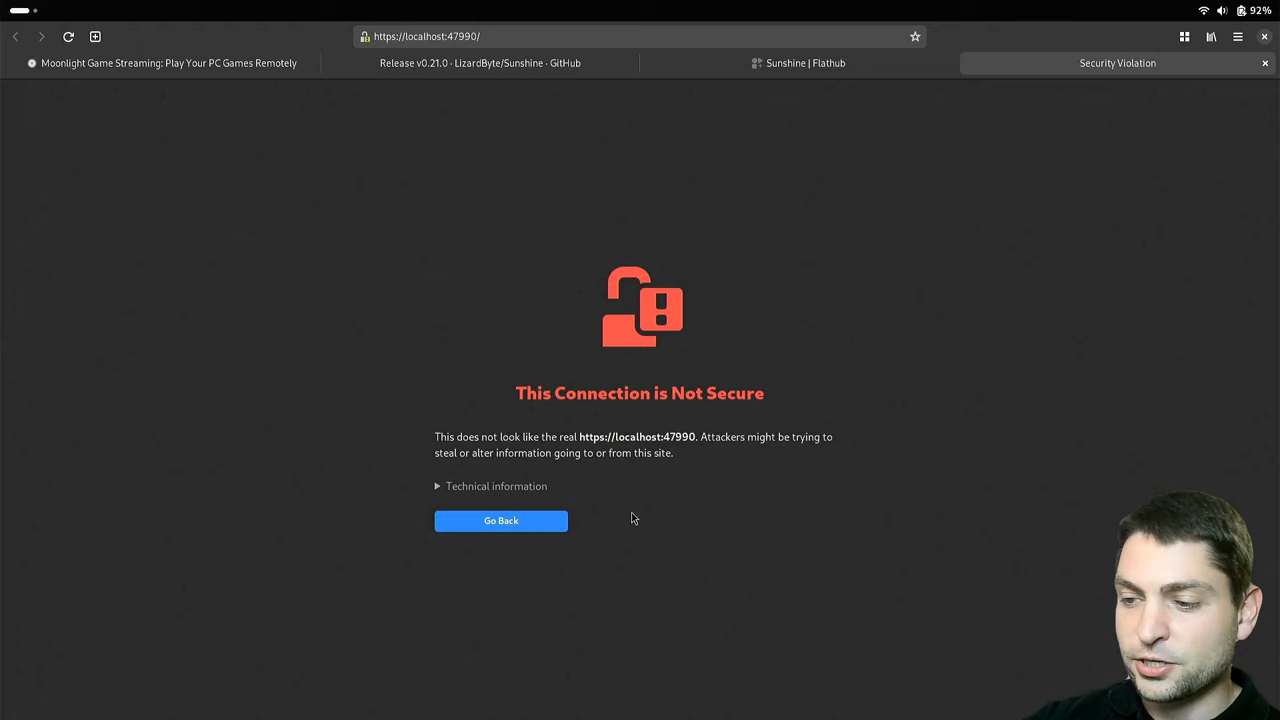 92%
https://localhost:47990/
Moonlight Game Streaming: Play Your PC Games Remotely
Release v0.21.0 · LizardByte/Sunshine · GitHub
Sunshine | Flathub
Security Violation
This Connection is Not Secure
This does not look like the real https://localhost:47990. Attackers might be trying to
steal or alter information going to or from this site.
Technical information
Go Back